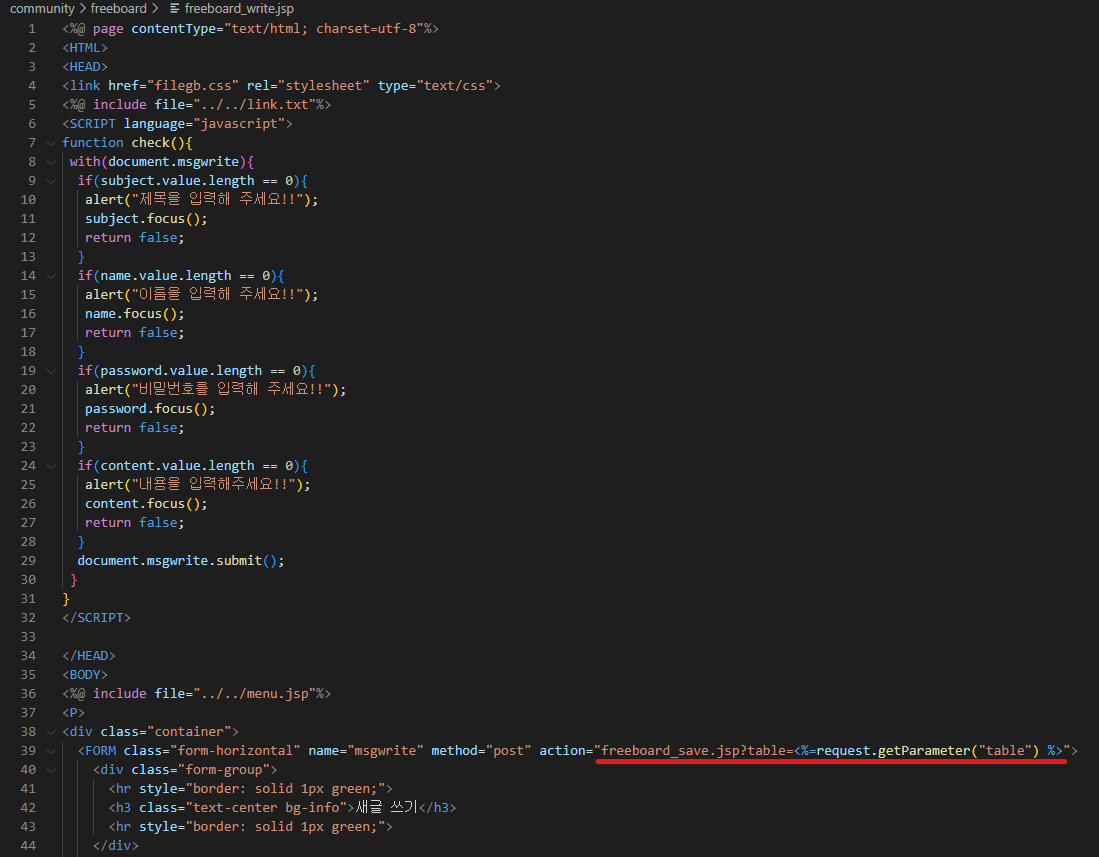 community > freeboard > freeboard_write.jsp
1 <%@ page contentType="text/html; charset=utf-8"%>
2 <HTML>
3 <HEAD>
4 <link href="filegb.css" rel="stylesheet" type="text/css">
5 <%@ include file="../../link.txt"%>
6 <SCRIPT language="javascript">
7 function check(){
8 with(document.msgwrite){
9 if(subject.value.length == 0){
10 alert("제목을 입력해 주세요!!");
11 subject.focus();
12 return false;
13 }
14 if(name.value.length == 0){
15 alert("이름을 입력해 주세요!!");
16 name.focus();
17 return false;
18 }
19 if(password.value.length == 0){
20 alert("비밀번호를 입력해 주세요!!");
21 password.focus();
22 return false;
23 }
24 if(content.value.length == 0){
25 alert("내용을 입력해주세요!!");
26 content.focus();
27 return false;
28 }
29 document.msgwrite.submit();
30 }
31 }
32 </SCRIPT>
33
34 </HEAD>
35 <BODY>
36 <%@ include file="../../menu.jsp"%>
37 <P>
38 <div class="container">
39 <FORM class="form-horizontal" name="msgwrite" method="post" action="freeboard_save.jsp?table=<%=request.getParameter("table") %>">
40 <div class="form-group">
41 <hr style="border: solid 1px green;">
42 <h3 class="text-center bg-info">새글 쓰기</h3>
43 <hr style="border: solid 1px green;">
44 </div>